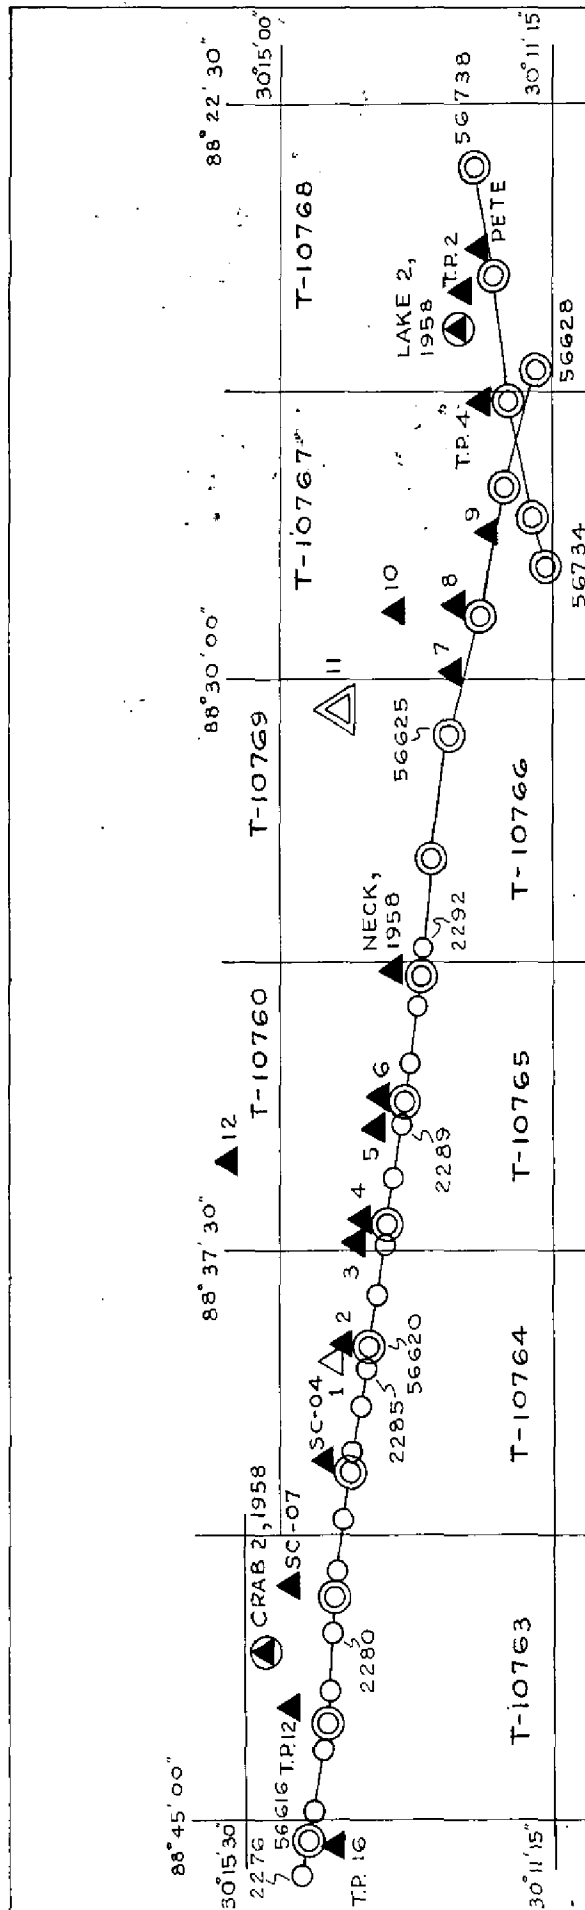 88° 22' 30"
30° 15' 00"
30° 11' 15"
56738
T-10768
PETE
T.P. 2
LAKE 2,
1958
56628
T.P. 4
T-10767
9
56734
8
10
7
88° 30' 00"
11
T-10769
56625
T-10766
NECK,
1958
2292
T-10760
6
5
2289
T-10765
12
4
3
88° 37' 30"
2
1
56620
2285
T-10764
SC-04
CRAB 2, 1958
SC-07
2280
T-10763
T.P. 12
88° 45' 00"
30° 15' 30"
56616
2276
T.P. 16
30° 11' 15"